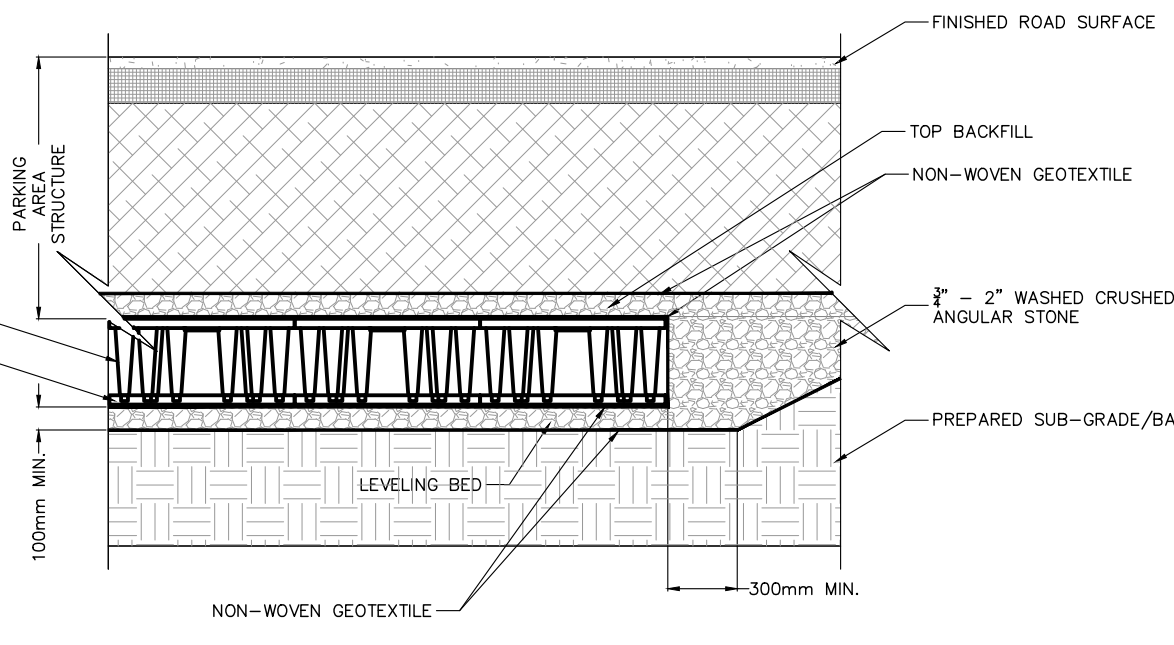 FINISHED ROAD SURFACE
TOP BACKFILL
NON-WOVEN GEOTEXTILE
PARKING
AREA
STRUCTURE
3/4" - 2" WASHED CRUSHED
ANGULAR STONE
PREPARED SUB-GRADE/BA
LEVELING BED
100mm MIN.
300mm MIN.
NON-WOVEN GEOTEXTILE